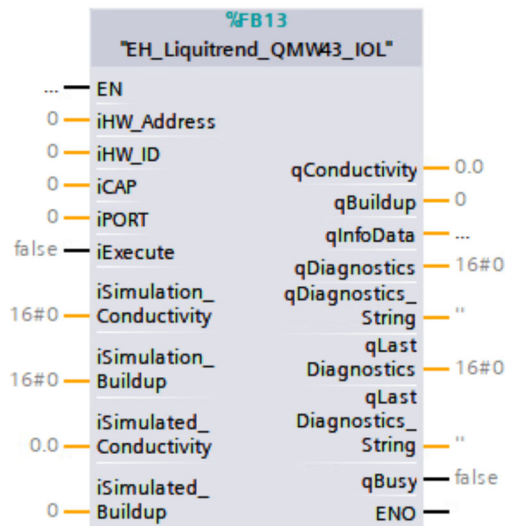 %FB13
"EH_Liquitrend_QMW43_IOL"
... EN
0 iHW_Address
0 iHW_ID
qConductivity 0.0
0 iCAP
qBuildup 0
0 iPORT
qInfoData ...
false iExecute
qDiagnostics 16#0
iSimulation_
16#0 Conductivity
qDiagnostics_
String ''
iSimulation_
16#0 Buildup
qLast
Diagnostics 16#0
iSimulated_
0.0 Conductivity
qLast
Diagnostics_
String ''
iSimulated_
0 Buildup
qBusy false
ENO